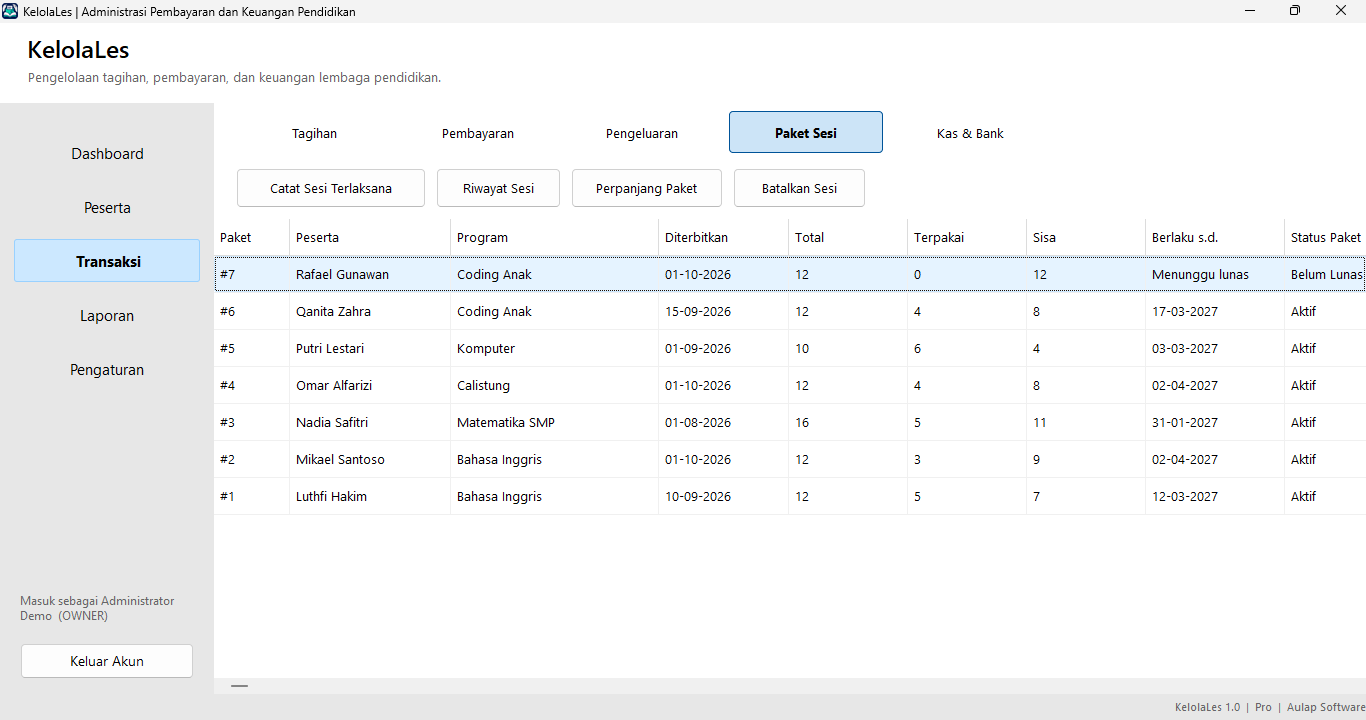 KelolaLes | Administrasi Pembayaran dan Keuangan Pendidikan
KelolaLes
Pengelolaan tagihan, pembayaran, dan keuangan lembaga pendidikan.
Dashboard
Peserta
Transaksi
Laporan
Pengaturan
Masuk sebagai Administrator
Demo (OWNER)
Keluar Akun
Tagihan Pembayaran Pengeluaran Paket Sesi Kas & Bank
Catat Sesi Terlaksana Riwayat Sesi Perpanjang Paket Batalkan Sesi
Paket Peserta Program Diterbitkan Total Terpakai Sisa Berlaku s.d. Status Paket
#7 Rafael Gunawan Coding Anak 01-10-2026 12 0 12 Menunggu lunas Belum Lunas
#6 Qanita Zahra Coding Anak 15-09-2026 12 4 8 17-03-2027 Aktif
#5 Putri Lestari Komputer 01-09-2026 10 6 4 03-03-2027 Aktif
#4 Omar Alfarizi Calistung 01-10-2026 12 4 8 02-04-2027 Aktif
#3 Nadia Safitri Matematika SMP 01-08-2026 16 5 11 31-01-2027 Aktif
#2 Mikael Santoso Bahasa Inggris 01-10-2026 12 3 9 02-04-2027 Aktif
#1 Luthfi Hakim Bahasa Inggris 10-09-2026 12 5 7 12-03-2027 Aktif
KelolaLes 1.0 | Pro | Aulap Software